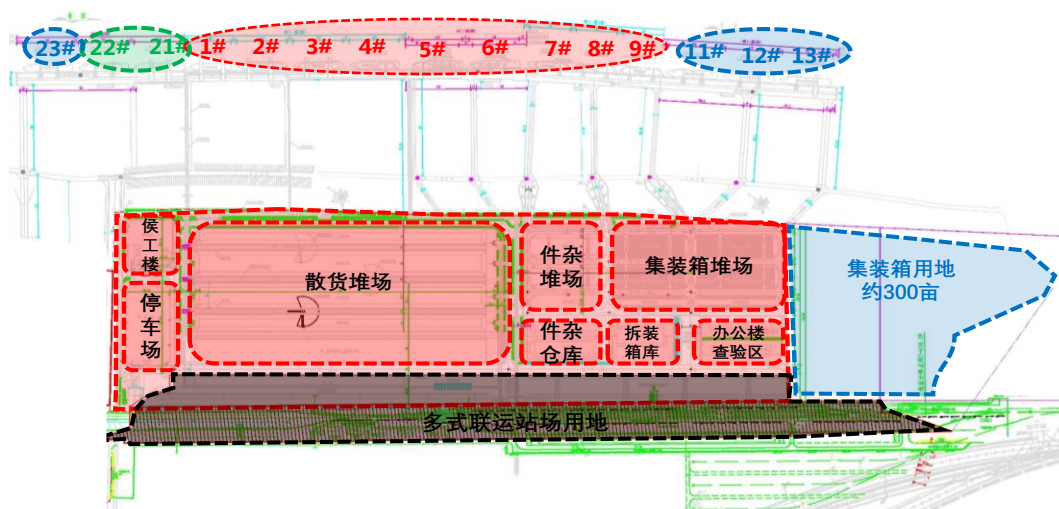 23#
22#
21#
1#
2#
3#
4#
5#
6#
7#
8#
9#
11#
12#
13#
侯
工
楼
停
车
场
散货堆场
件杂
堆场
集装箱堆场
件杂
仓库
拆装
箱库
办公楼
查验区
集装箱用地
约300亩
多式联运站场用地